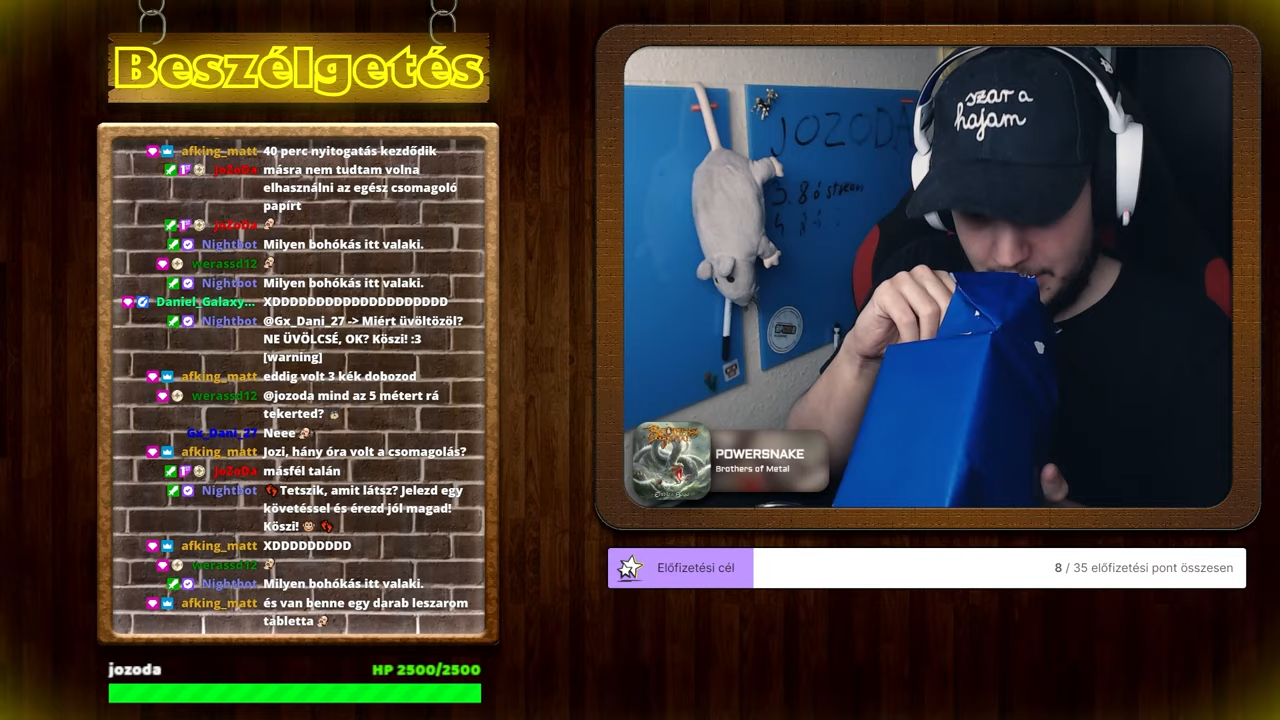 Beszélgetés
afking_matt 40 perc nyitogatás kezdődik
JoZoDa másra nem tudtam volna
elhasználni az egész csomagoló
papírt
JoZoDa
Nightbot Milyen bohókás itt valaki.
werassd12
Nightbot Milyen bohókás itt valaki.
Daniel_Galaxy... XDDDDDDDDDDDDDDDDDDDD
Nightbot @Gx_Dani_27 -> Miért üvöltözöl?
NE ÜVÖLCSÉ, OK? Köszi! :3
[warning]
afking_matt eddig volt 3 kék dobozod
werassd12 @jozoda mind az 5 métert rá
tekerted?
Gx_Dani_27 Neee
afking_matt Jozi, hány óra volt a csomagolás?
JoZoDa másfél talán
Nightbot Tetszik, amit látsz? Jelezd egy
követéssel és érezd jól magad!
Köszi!
afking_matt XDDDDDDDDD
werassd12
Nightbot Milyen bohókás itt valaki.
afking_matt és van benne egy darab leszarom
tabletta
jozoda HP 2500/2500
szar a
hajam
JOZODA
3. 8 ó stream
4
POWERSNAKE
Brothers of Metal
Előfizetési cél 8 / 35 előfizetési pont összesen